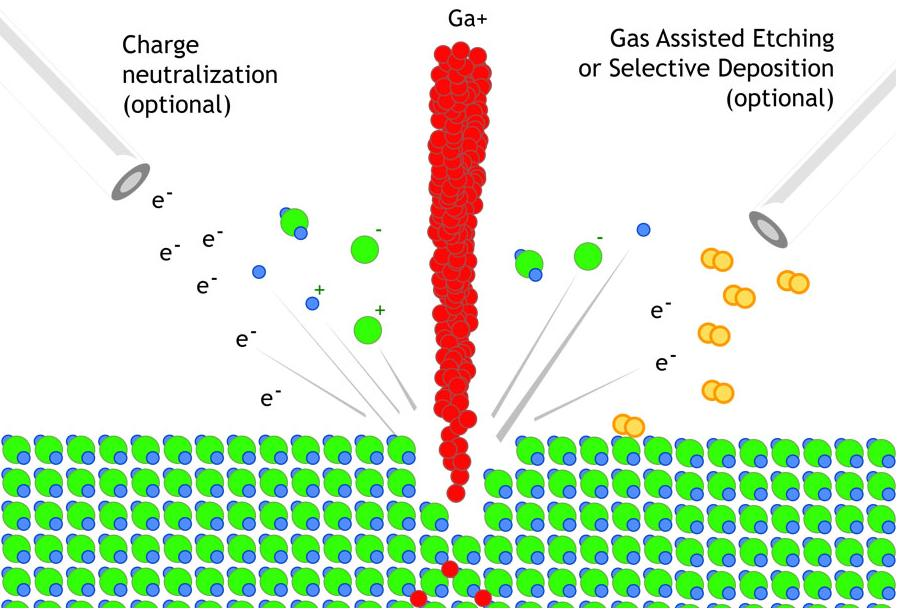 Ga+
Charge
neutralization
(optional)
Gas Assisted Etching
or Selective Deposition
(optional)
e-
e-
e-
e-
e-
e-
e-
e-
-
+
+
-